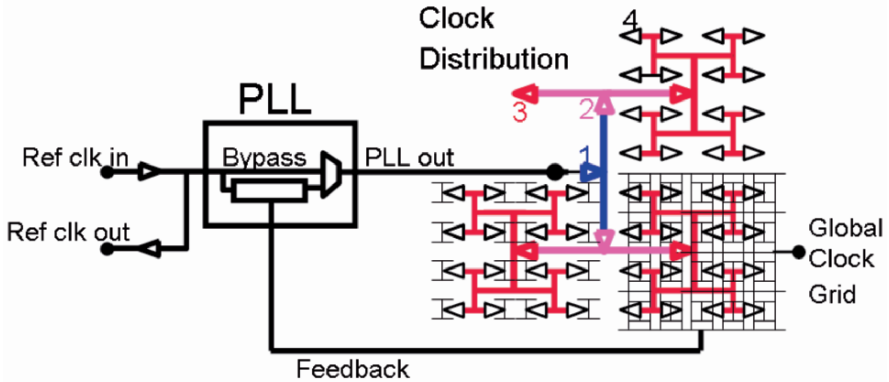 Clock
Distribution
4
3
2
1
PLL
Ref clk in
Bypass
PLL out
Ref clk out
Global
Clock
Grid
Feedback